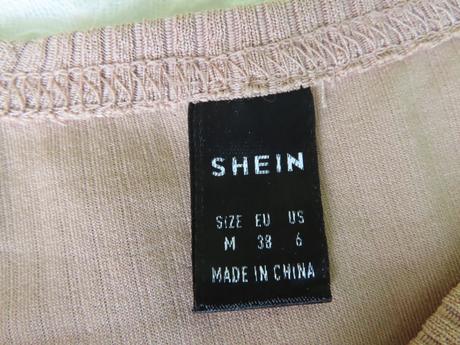 SHEIN
SIZE EU US
M 38 6
MADE IN CHINA